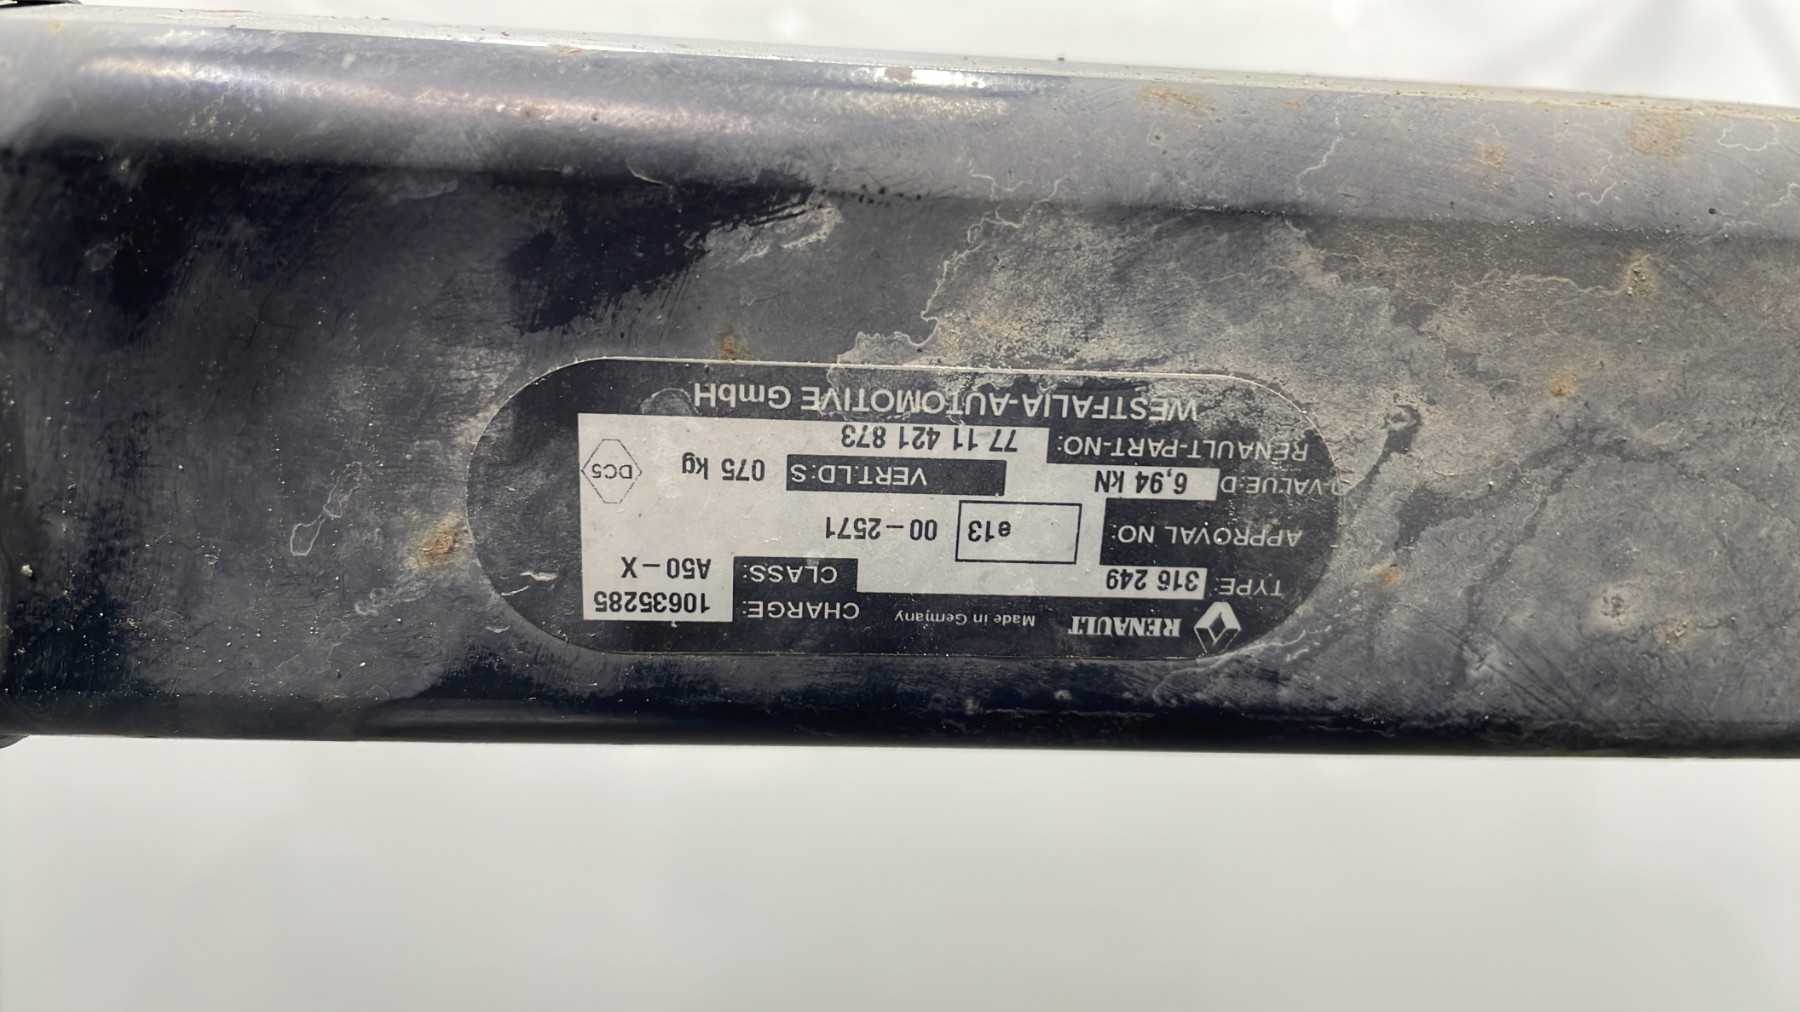 RENAULT Made in Germany CHARGE: 10635285
TYPE: 316 249 CLASS: A50-X
APPROVAL NO: e13 00-2571
D-VALUE:D 6,94 kN VERT.LD:S 075 kg DC5
RENAULT-PART-NO: 77 11 421 873
WESTFALIA-AUTOMOTIVE GmbH